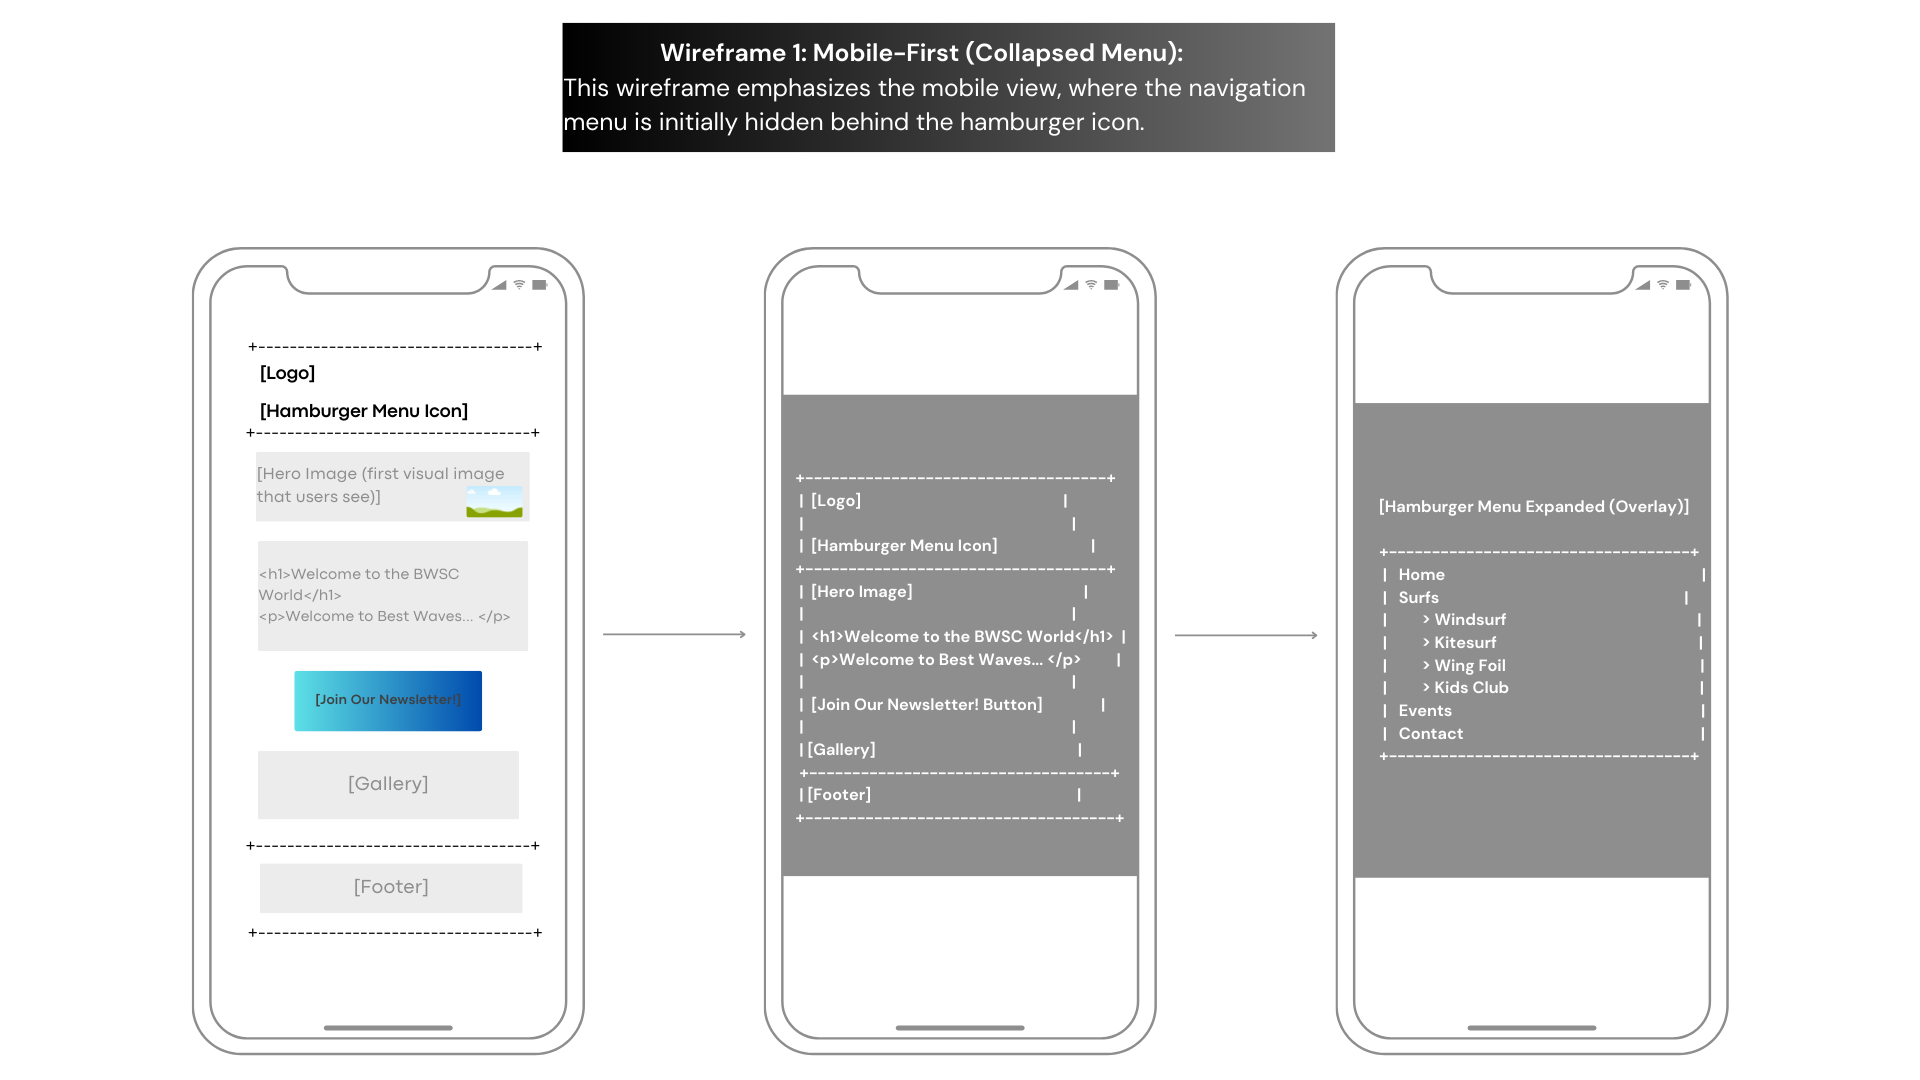 Wireframe 1: Mobile-First (Collapsed Menu):
This wireframe emphasizes the mobile view, where the navigation
menu is initially hidden behind the hamburger icon.
+-----------------------------------+
[Logo]
[Hamburger Menu Icon]
+-----------------------------------+
[Hero Image (first visual image
that users see)]
<h1>Welcome to the BWSC
World</h1>
<p>Welcome to Best Waves... </p>
[Join Our Newsletter!]
[Gallery]
+-----------------------------------+
[Footer]
+-----------------------------------+
+-----------------------------------+
| [Logo] |
| |
| [Hamburger Menu Icon] |
+-----------------------------------+
| [Hero Image] |
| |
| <h1>Welcome to the BWSC World</h1> |
| <p>Welcome to Best Waves... </p> |
| |
| [Join Our Newsletter! Button] |
| |
| [Gallery] |
+-----------------------------------+
| [Footer] |
+------------------------------------+
[Hamburger Menu Expanded (Overlay)]
+-----------------------------------+
| Home |
| Surfs |
| > Windsurf |
| > Kitesurf |
| > Wing Foil |
| > Kids Club |
| Events |
| Contact |
+-----------------------------------+